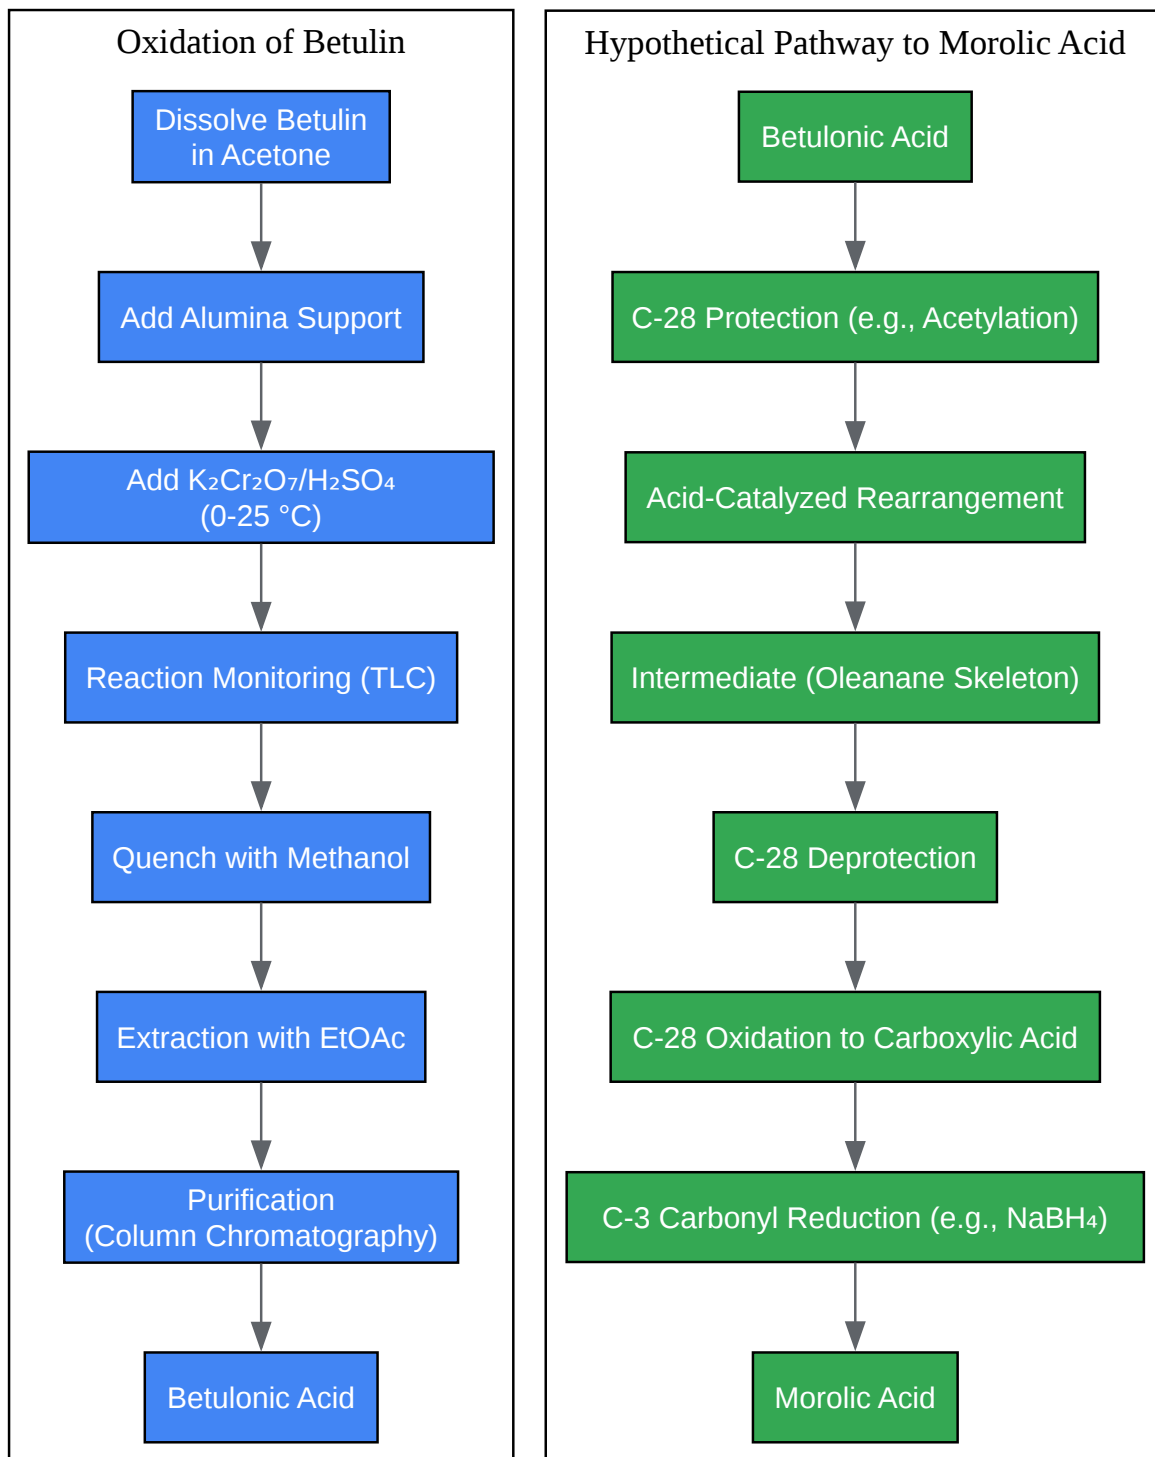 Oxidation of Betulin
Dissolve Betulin
in Acetone
Add Alumina Support
Add K₂Cr₂O₇/H₂SO₄
(0-25 °C)
Reaction Monitoring (TLC)
Quench with Methanol
Extraction with EtOAc
Purification
(Column Chromatography)
Betulonic Acid
Hypothetical Pathway to Morolic Acid
Betulonic Acid
C-28 Protection (e.g., Acetylation)
Acid-Catalyzed Rearrangement
Intermediate (Oleanane Skeleton)
C-28 Deprotection
C-28 Oxidation to Carboxylic Acid
C-3 Carbonyl Reduction (e.g., NaBH₄)
Morolic Acid